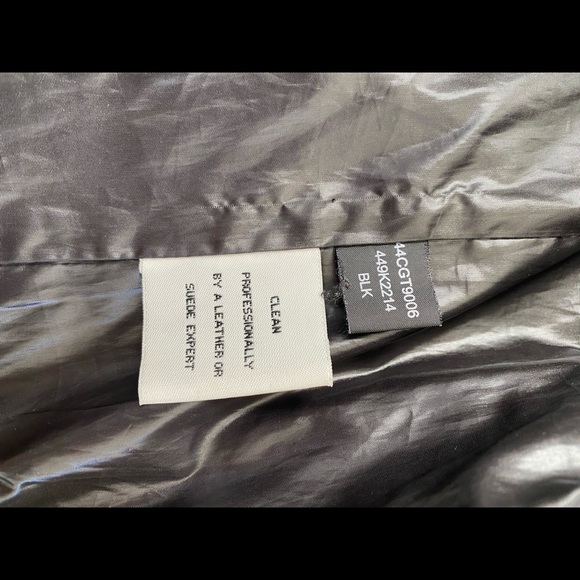 CLEAN
PROFESSIONALLY
BY A LEATHER OR
SUEDE EXPERT
44CGT9006
449K2214
BLK